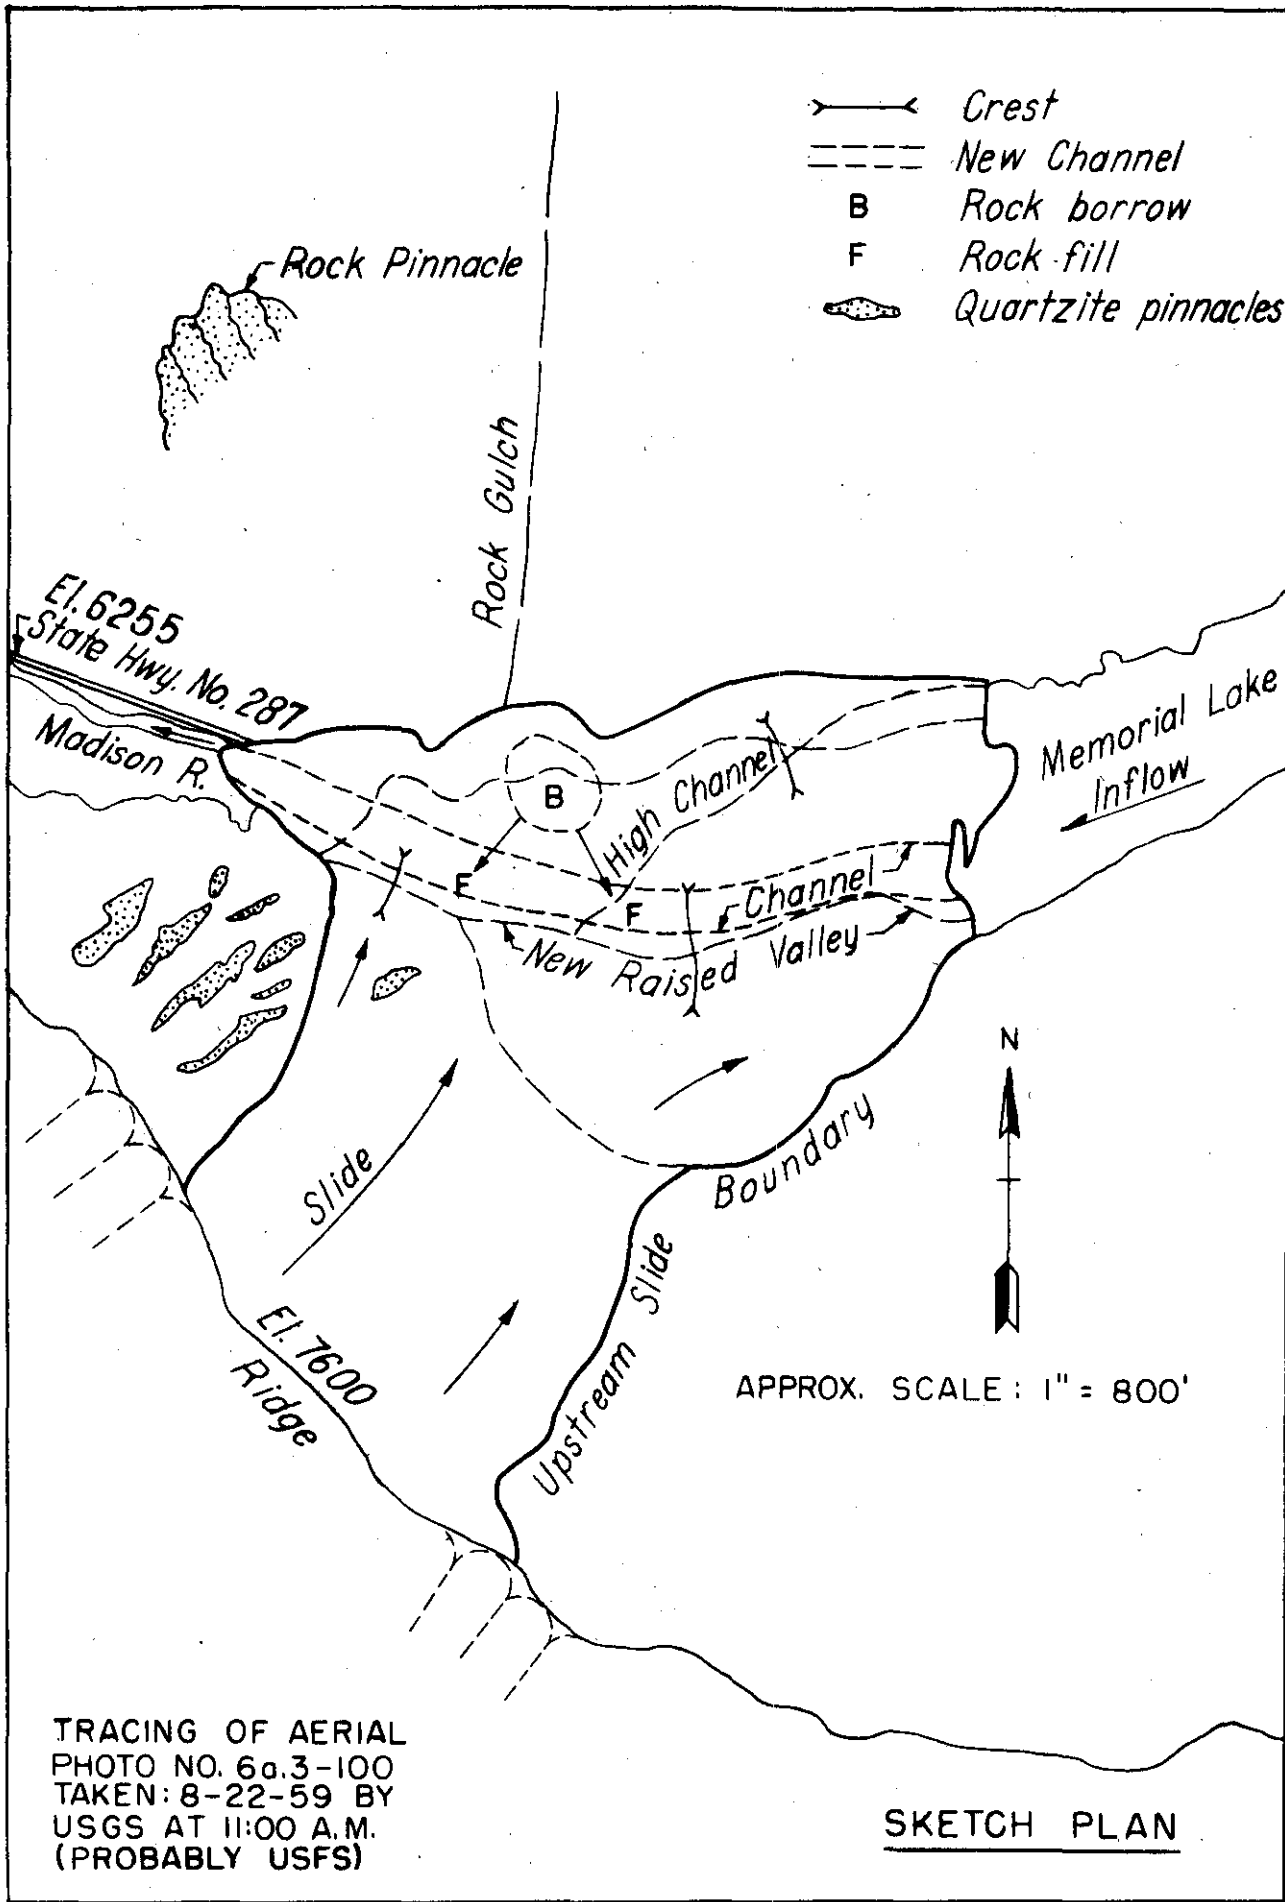 Crest
New Channel
B Rock borrow
F Rock fill
Quartzite pinnacles
Rock Pinnacle
Rock Gulch
El. 6255
State Hwy. No. 287
Madison R.
Memorial Lake
Inflow
B
High Channel
F
F
Channel
New Raised Valley
N
Slide
Upstream Slide Boundary
El. 7600
Ridge
APPROX. SCALE: 1" = 800'
TRACING OF AERIAL
PHOTO NO. 6a.3-100
TAKEN: 8-22-59 BY
USGS AT 11:00 A.M.
(PROBABLY USFS)
SKETCH PLAN